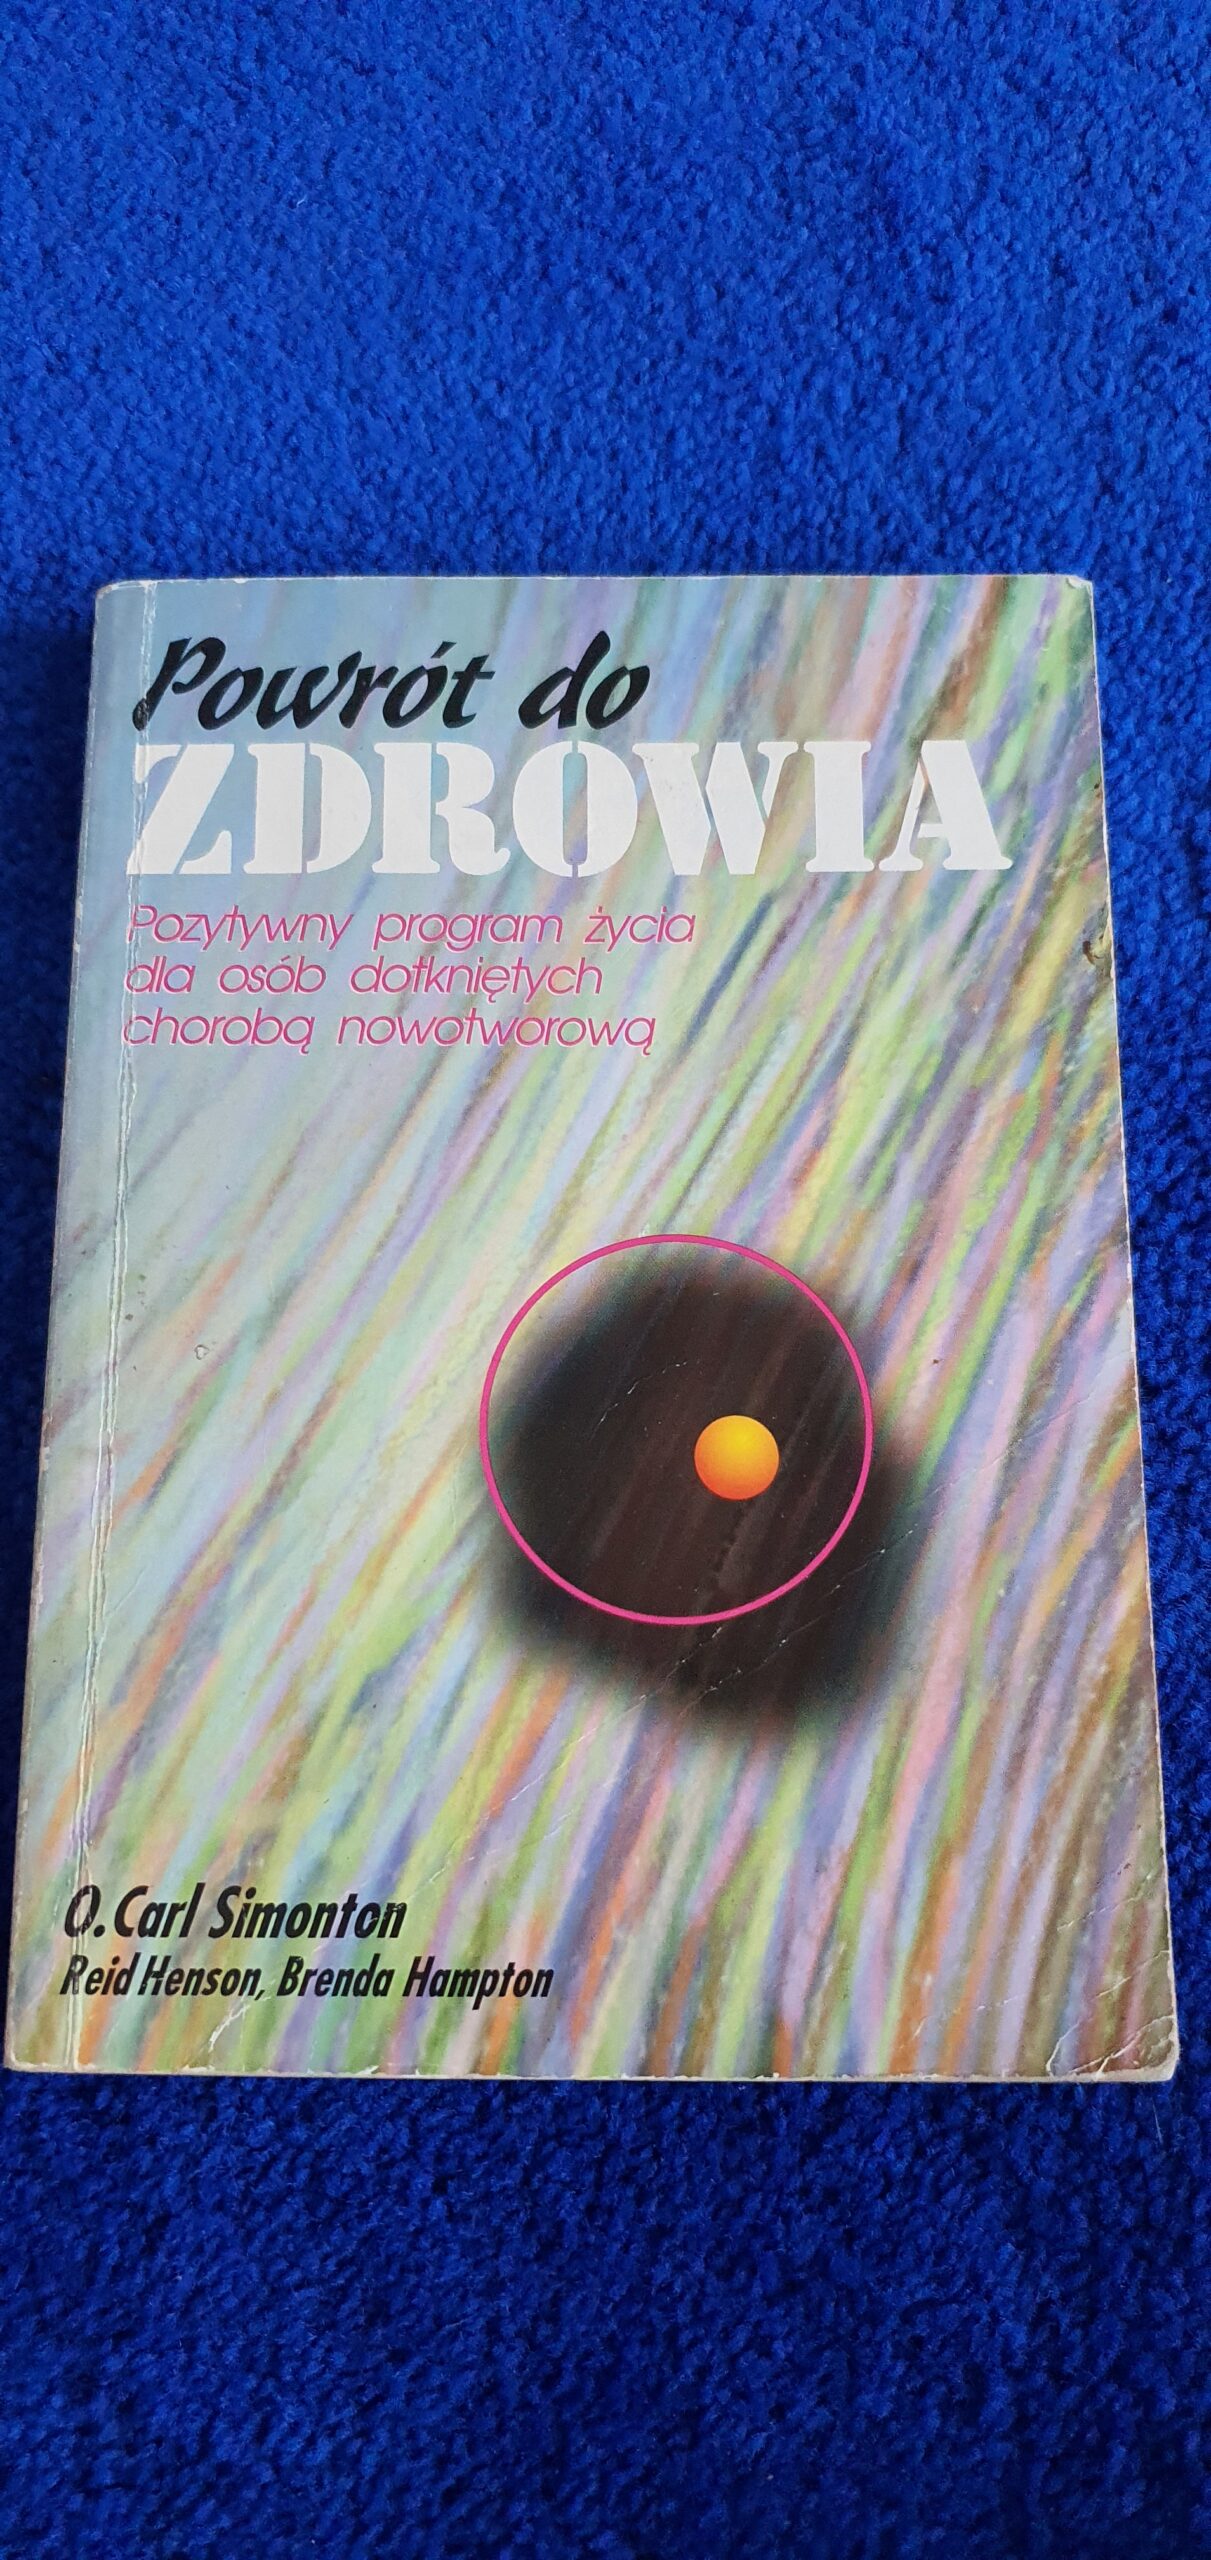 Powrót do
ZDROWIA
Pozytywny program życia
dla osób dotkniętych
chorobą nowotworową
O. Carl Simonton
Reid Henson, Brenda Hampton